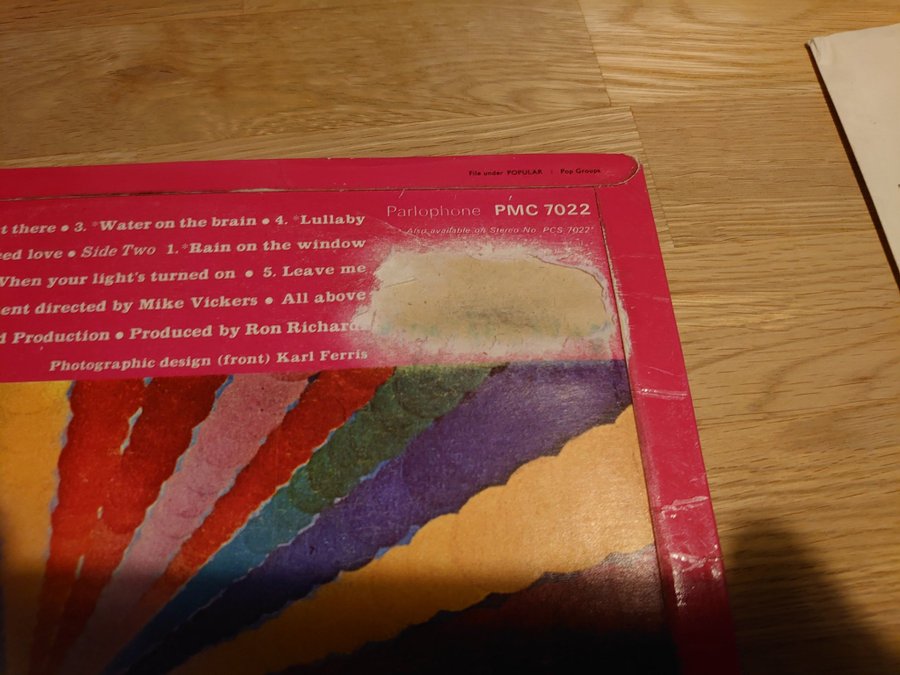 File under POPULAR : Pop Groups
Parlophone PMC 7022
Also available on Stereo No. PCS 7022
t there • 3. *Water on the brain • 4. *Lullaby
ed love • Side Two 1. *Rain on the window
When your light's turned on • 5. Leave me
ent directed by Mike Vickers • All above
d Production • Produced by Ron Richard
Photographic design (front) Karl Ferris